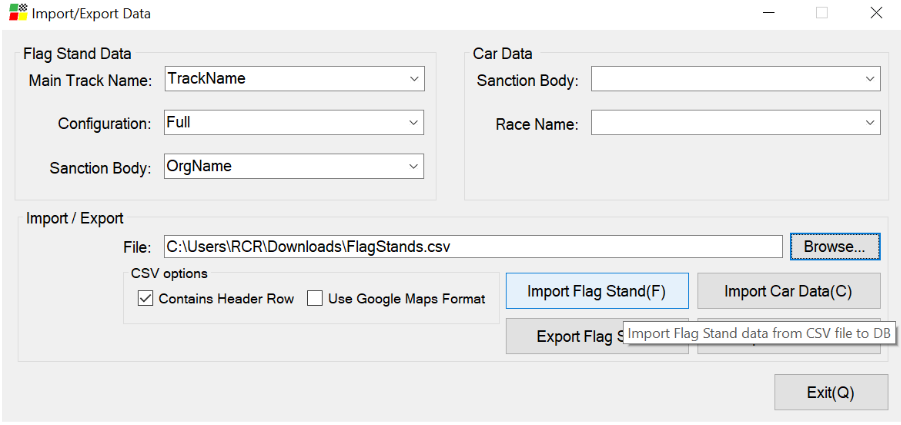 Import/Export Data
Flag Stand Data
Main Track Name: TrackName
Configuration: Full
Sanction Body: OrgName
Car Data
Sanction Body:
Race Name:
Import / Export
File: C:\Users\RCR\Downloads\FlagStands.csv Browse...
CSV options
Contains Header Row Use Google Maps Format
Import Flag Stand(F) Import Car Data(C)
Export Flag S
Import Flag Stand data from CSV file to DB
Exit(Q)